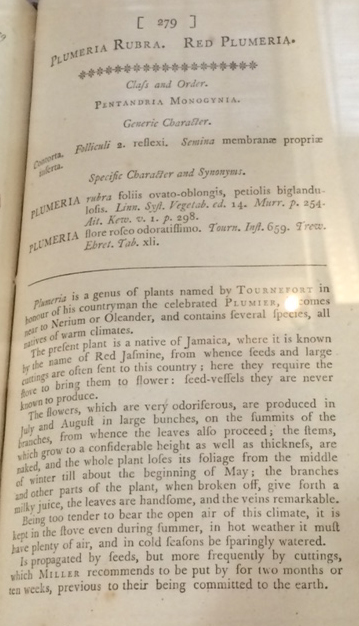 [ 279 ]
PLUMERIA RUBRA. RED PLUMERIA.
Claſs and Order.
PENTANDRIA MONOGYNIA.
Generic Character.
Contorta. Folliculi 2. reflexi. Semina membranæ propriæ
inſerta.
Specific Character and Synonyms.
PLUMERIA rubra foliis ovato-oblongis, petiolis biglandu-
loſis. Linn. Syſt. Vegetab. ed. 14. Murr. p. 254.
Ait. Kew. v. 1. p. 298.
PLUMERIA flore roſeo odoratiſſimo. Tourn. Inſt. 659. Trew.
Ehret. Tab. xli.
Plumeria is a genus of plants named by TOURNEFORT in
honour of his countryman the celebrated PLUMIER,
near to Nerium or Oleander, and contains ſeveral ſpecies, all
natives of warm climates.
The preſent plant is a native of Jamaica, where it is known
by the name of Red Jaſmine, from whence ſeeds and large
cuttings are often ſent to this country; here they require the
ſtove to bring them to flower: ſeed-veſſels they are never
known to produce.
The flowers, which are very odoriferous, are produced in
July and Auguſt in large bunches, on the ſummits of the
branches, from whence the leaves alſo proceed; the ſtems,
which grow to a conſiderable height as well as thickneſs, are
naked, and the whole plant loſes its foliage from the middle
of winter till about the beginning of May; the branches
and other parts of the plant, when broken off, give forth a
milky juice, the leaves are handſome, and the veins remarkable.
Being too tender to bear the open air of this climate, it is
kept in the ſtove even during ſummer, in hot weather it muſt
have plenty of air, and in cold ſeaſons be ſparingly watered.
Is propagated by ſeeds, but more frequently by cuttings,
which MILLER recommends to be put by for two months or
ten weeks, previous to their being committed to the earth.